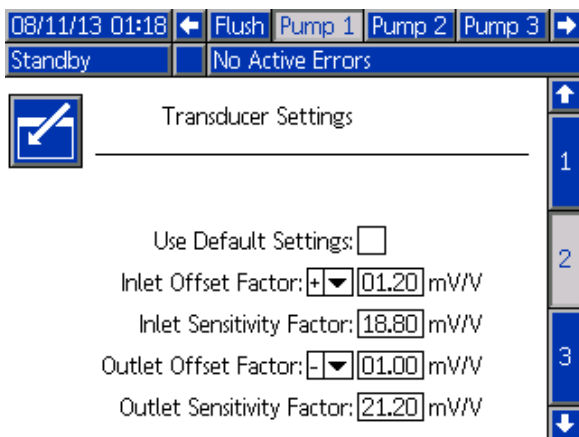 08/11/13 01:18 Flush Pump 1 Pump 2 Pump 3
Standby No Active Errors
Transducer Settings
1
Use Default Settings:
2
Inlet Offset Factor: + 01.20 mV/V
Inlet Sensitivity Factor: 18.80 mV/V
3
Outlet Offset Factor: - 01.00 mV/V
Outlet Sensitivity Factor: 21.20 mV/V